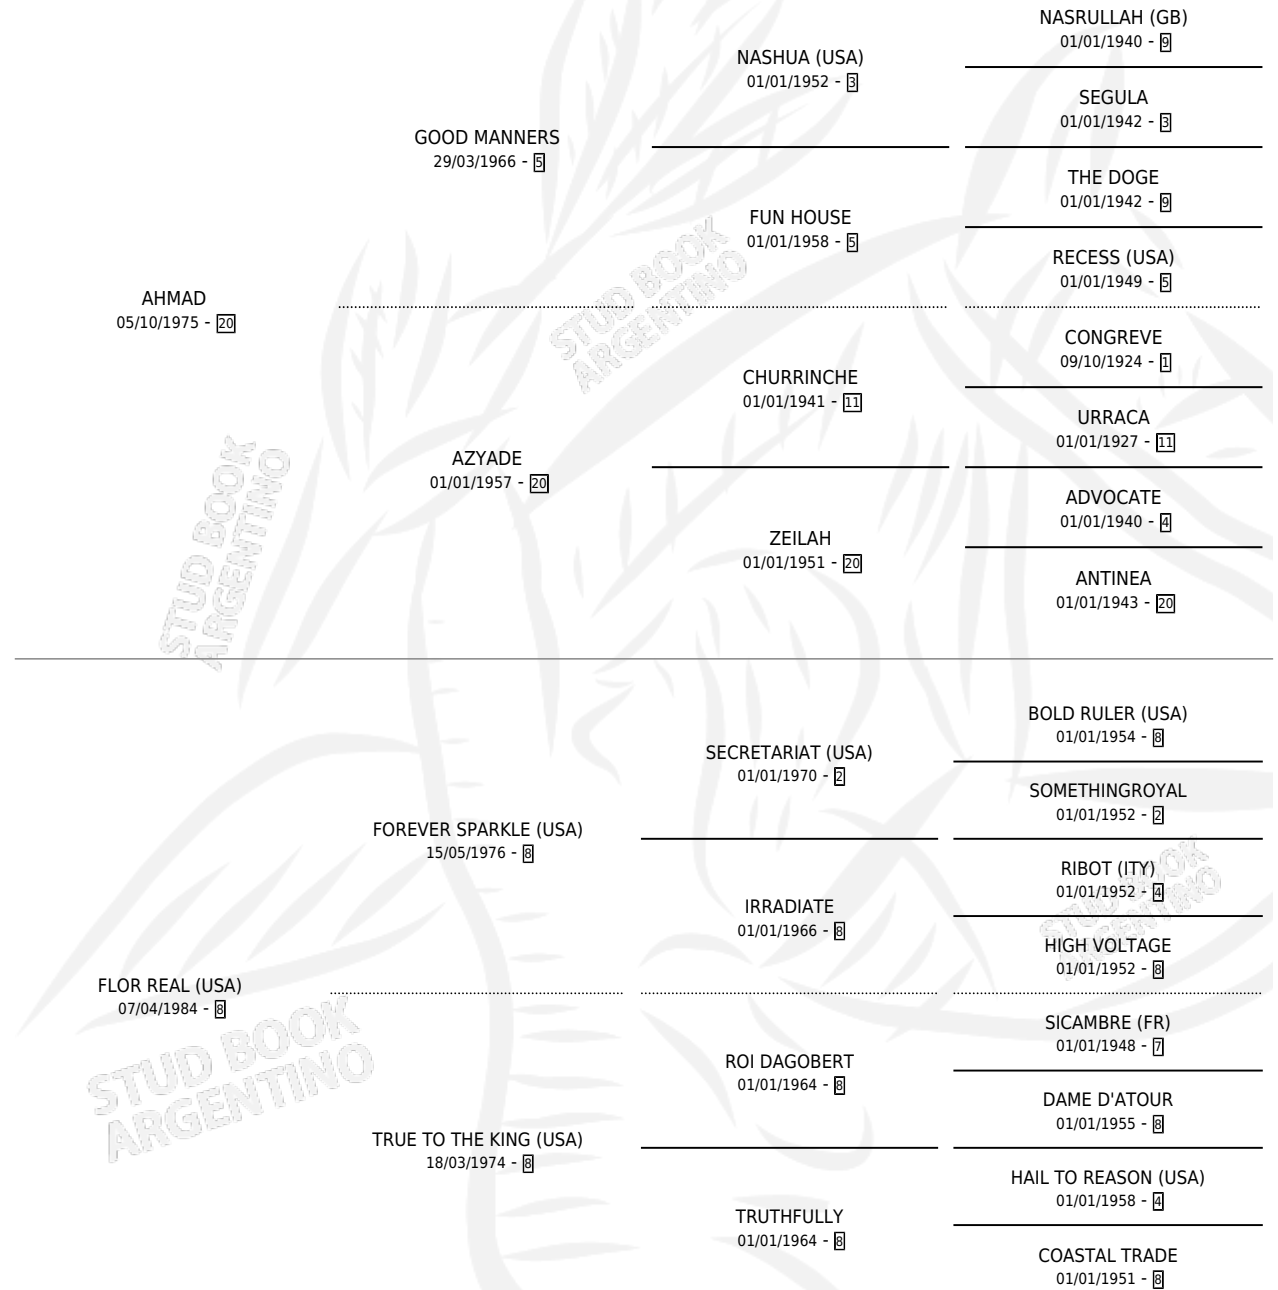 NASRULLAH (GB)
01/01/1940 - 9
NASHUA (USA)
01/01/1952 - 3
SEGULA
01/01/1942 - 3
GOOD MANNERS
29/03/1966 - 5
THE DOGE
01/01/1942 - 9
FUN HOUSE
01/01/1958 - 5
RECESS (USA)
01/01/1949 - 5
AHMAD
05/10/1975 - 20
CONGREVE
09/10/1924 - 1
CHURRINCHE
01/01/1941 - 11
URRACA
01/01/1927 - 11
AZYADE
01/01/1957 - 20
ADVOCATE
01/01/1940 - 4
ZEILAH
01/01/1951 - 20
ANTINEA
01/01/1943 - 20
BOLD RULER (USA)
01/01/1954 - 8
SECRETARIAT (USA)
01/01/1970 - 2
SOMETHINGROYAL
01/01/1952 - 2
FOREVER SPARKLE (USA)
15/05/1976 - 8
RIBOT (ITY)
01/01/1952 - 4
IRRADIATE
01/01/1966 - 8
HIGH VOLTAGE
01/01/1952 - 8
FLOR REAL (USA)
07/04/1984 - 8
SICAMBRE (FR)
01/01/1948 - 7
ROI DAGOBERT
01/01/1964 - 8
DAME D'ATOUR
01/01/1955 - 8
TRUE TO THE KING (USA)
18/03/1974 - 8
HAIL TO REASON (USA)
01/01/1958 - 4
TRUTHFULLY
01/01/1964 - 8
COASTAL TRADE
01/01/1951 - 8
STUD BOOK
ARGENTINO
STUD BOOK
ARGENTINO
STUD BOOK
ARGENTINO
STUD BOOK
ARGENTINO